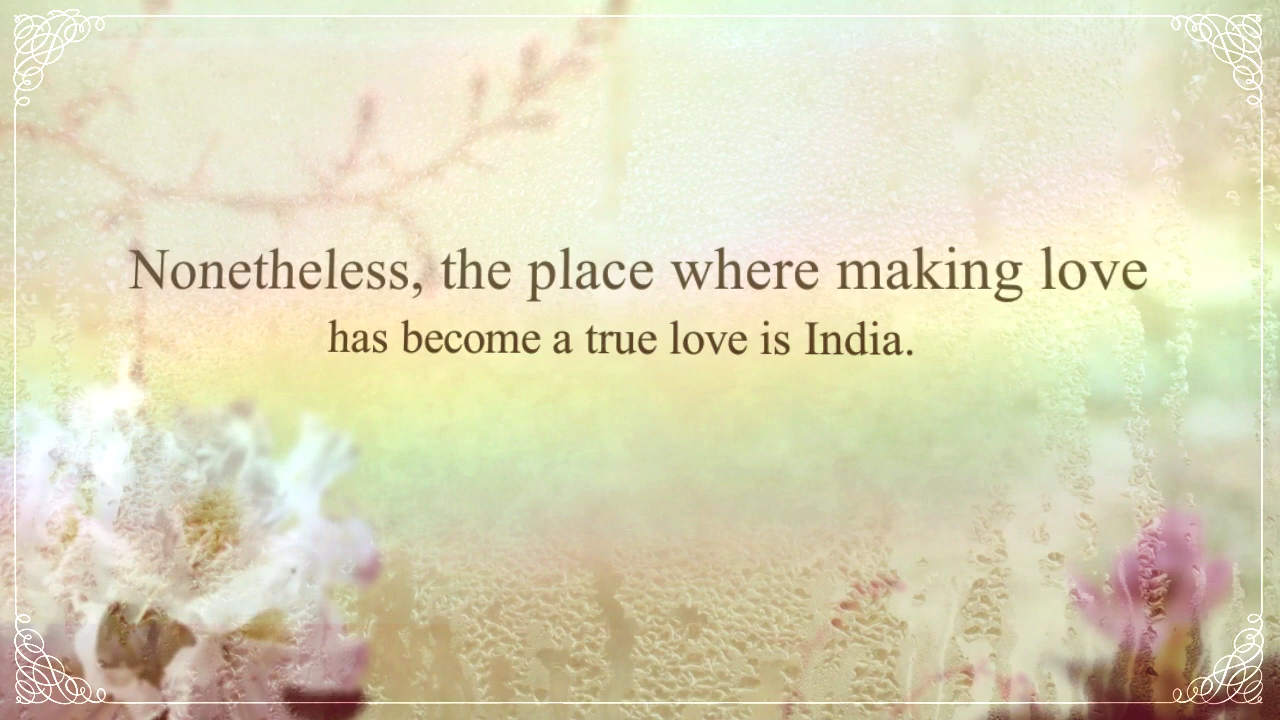 Nonetheless, the place where making love
has become a true love is India.